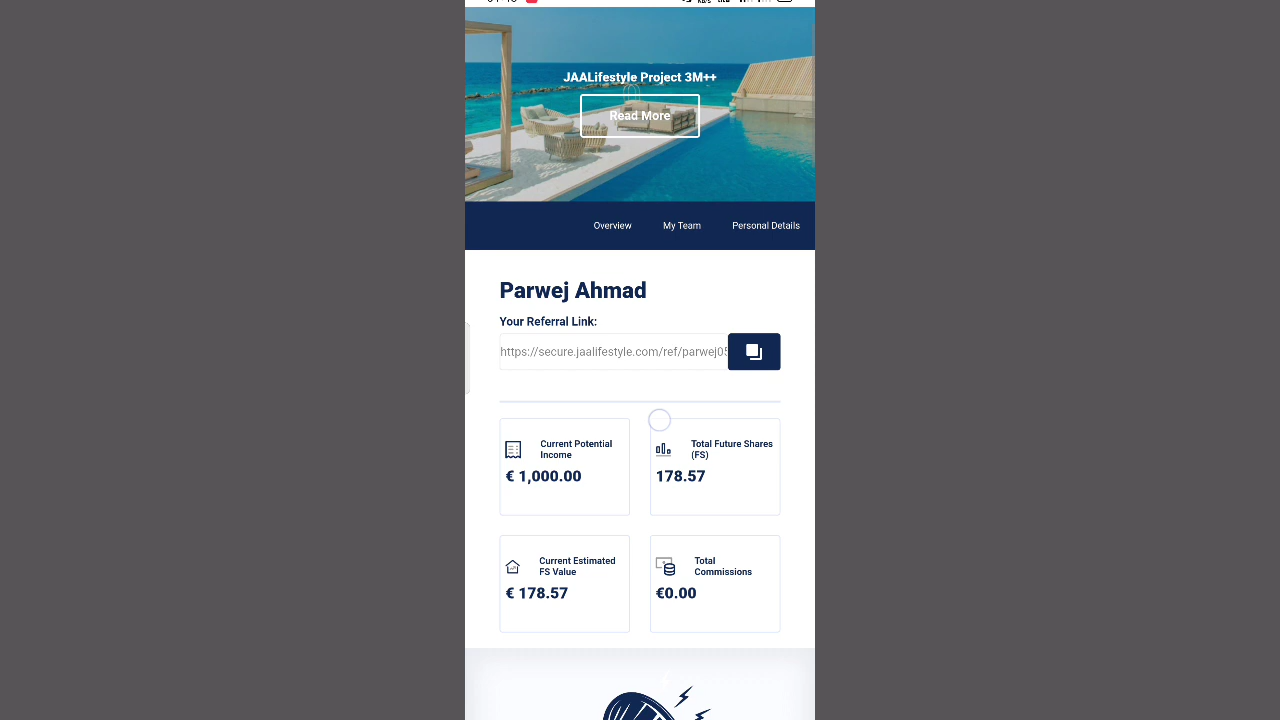 JAALifestyle Project 3M++
Read More
Overview My Team Personal Details
Parwej Ahmad
Your Referral Link:
https://secure.jaalifestyle.com/ref/parwej05
Current Potential
Income
€ 1,000.00
Total Future Shares
(FS)
178.57
Current Estimated
FS Value
€ 178.57
Total
Commissions
€0.00